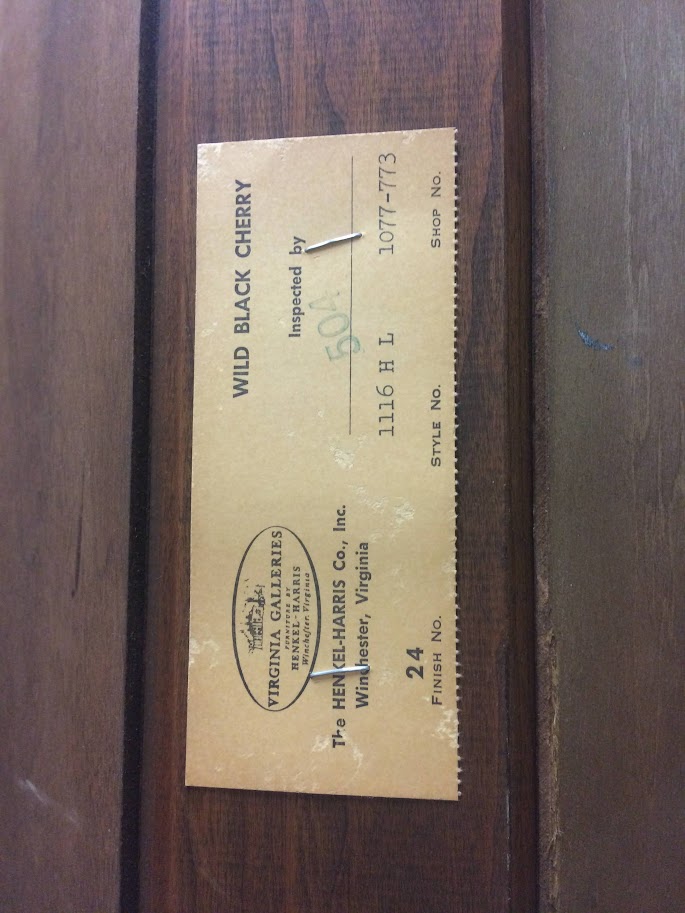 VIRGINIA GALLERIES
FURNITURE BY
HENKEL-HARRIS
Winchester, Virginia
The HENKEL-HARRIS Co., Inc.
Winchester, Virginia
24
FINISH NO.
WILD BLACK CHERRY
Inspected by
50A
1116 H L 1077-773
STYLE NO. SHOP NO.